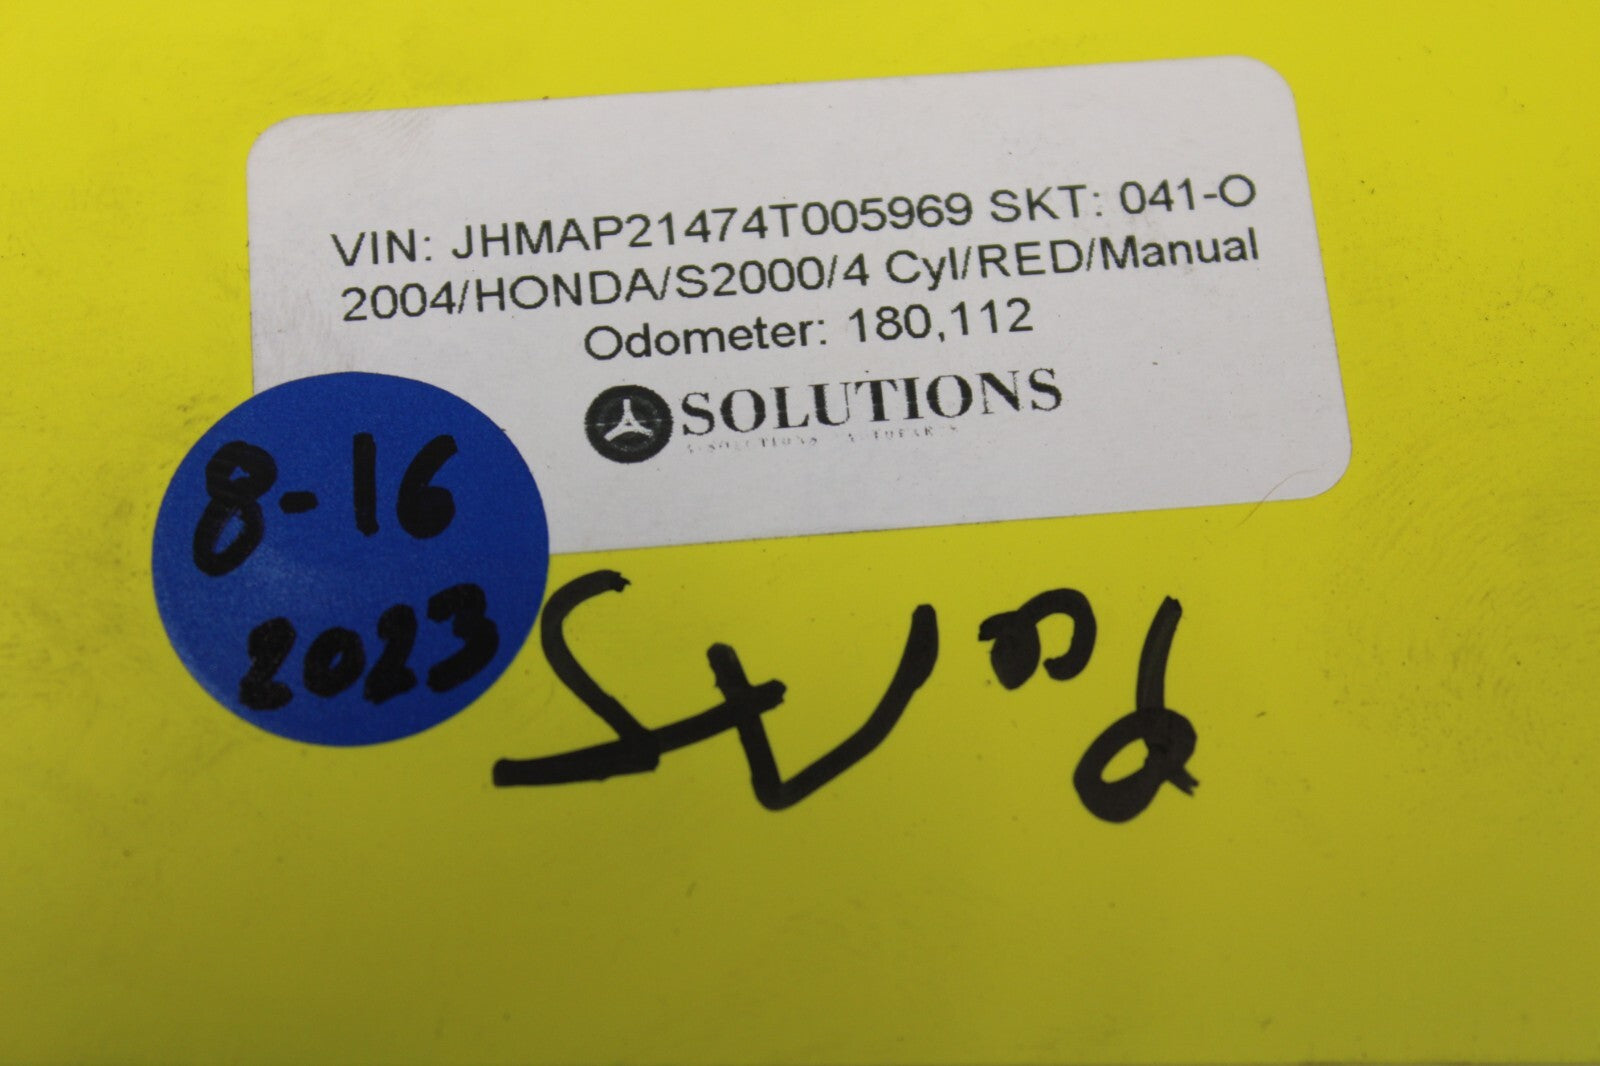 VIN: JHMAP21474T005969 SKT: 041-O
2004/HONDA/S2000/4 Cyl/RED/Manual
Odometer: 180,112
SOLUTIONS
8-16
2023